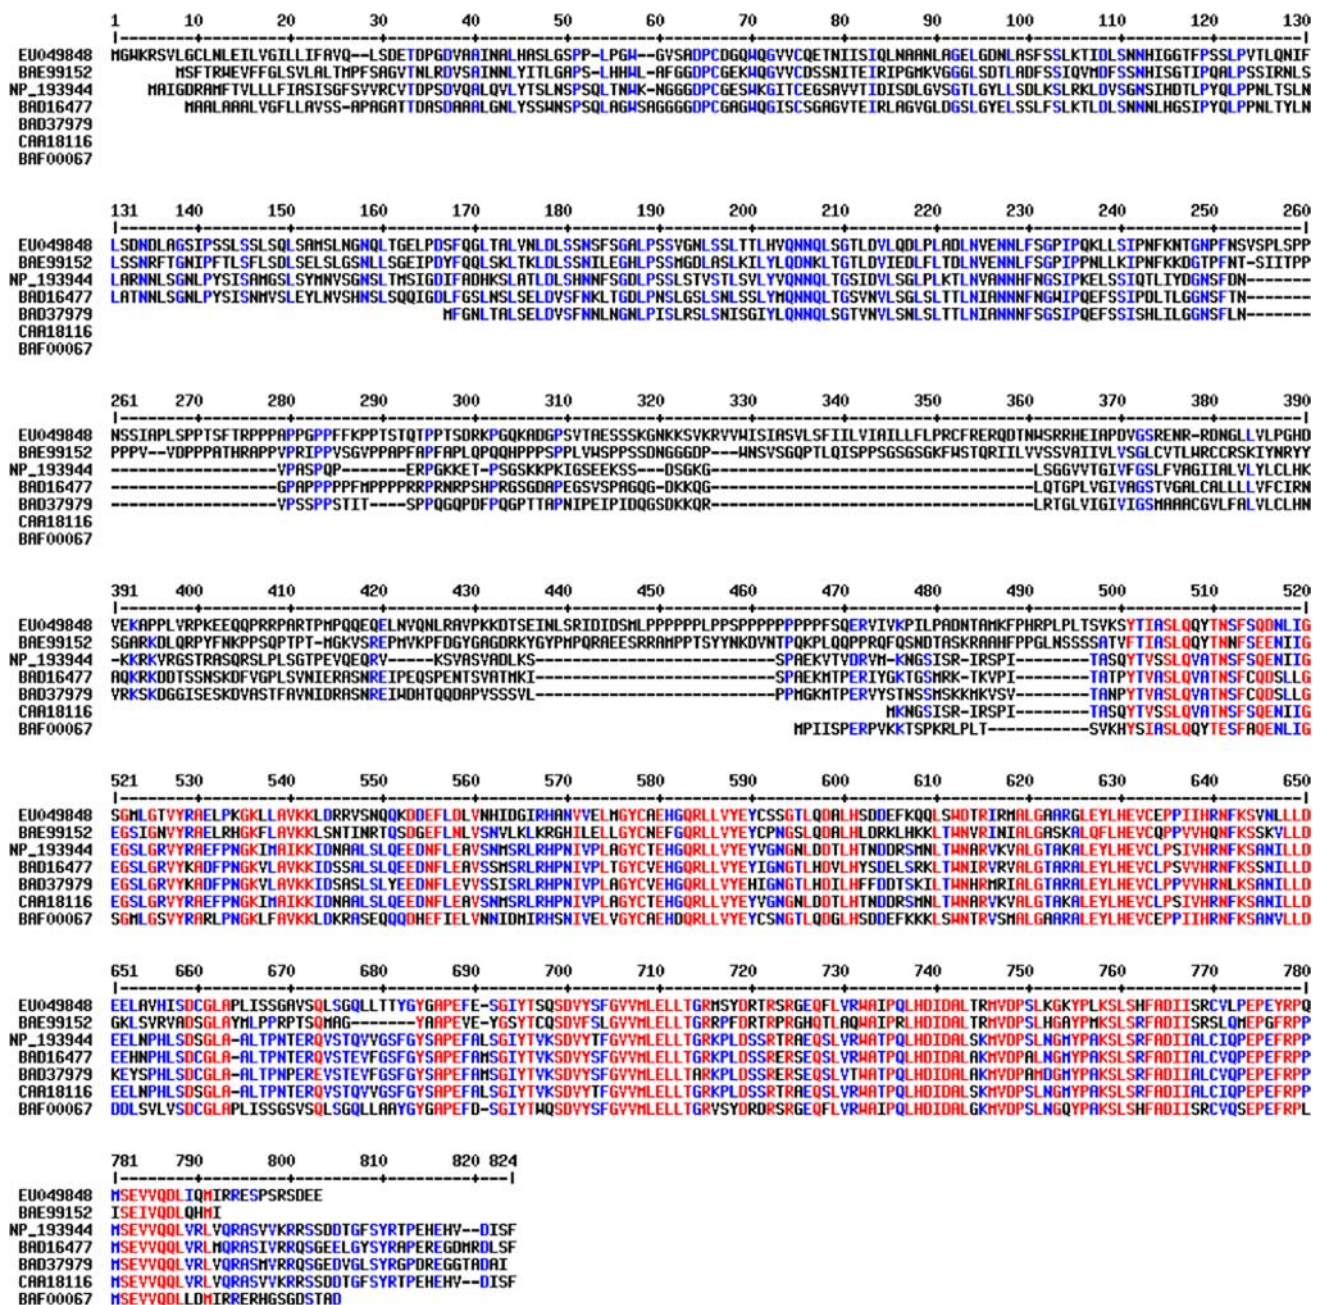 1 10 20 30 40 50 60 70 80 90 100 110 120 130
|--------+---------+---------+---------+---------+---------+---------+---------+---------+---------+---------+---------+---------|
EU049848 MGWKRSVLGCLNLEILVGILLIFAVQ--LSDETDPGDVAAINALHASLGSPP-LPGW--GVSADPCDGQWQGVVCQETNIISIQLNAANLAGELGDNLASFSSLKTIDLSNNHIGGTFPSSLPVTLQNIF
BAE99152 MSFTRWEVFFGLSVLALTMPFSAGVTNLRDVSAINNLYITLGAPS-LHHWL-AFGGDPCGEKWQGVVCDSSNITEIRIPGMKVGGGLSDTLADFSSIQVMDFSSNHISGTIPQALPSSIRNLS
NP_193944 MAIGDRAMFTVLLLFIASISGFSVVRCVTDPSDVQALQVLYTSLNSPSQLTNWK-NGGGDPCGESWKGITCEGSAVVTIDISDLGVSGTLGYLLSDLKSLRKLDVSGNSIHDTLPYQLPPNLTSLN
BAD16477 MAALAAALVGFLLAVSS-APAGATTDASDAAALGNLYSSWNSPSQLAGWSAGGGGDPCGAGWQGISCSGAGVTEIRLAGVGLDGSLGYELSSLFSLKTLDLSNNNLHGSIPYQLPPNLTYLN
BAD37979
CAA18116
BAF00067
131 140 150 160 170 180 190 200 210 220 230 240 250 260
|--------+---------+---------+---------+---------+---------+---------+---------+---------+---------+---------+---------+---------|
EU049848 LSDNDLAGSIPSSLSSLSQLSAMSLNGNQLTGELPDSFQGLTALVNLDLSSNSFSGALPSSVGNLSSLTTLHVQNNQLSGTLDVLQDLPLADLNVENNLFSGPIPQKLLSIPNFKNTGNPFNSVSPLSPP
BAE99152 LSSNRFTGNIPFTLSFLSDLSELSLGSNLLSGEIPDYFQQLSKLTKLDLSSNILEGHLPSSMGDLASLKILYLQDNKLTGTLDVIEDLFLTDLNVENNLFSGPIPPNLLKIPNFKKDGTPFNT-SIITPP
NP_193944 LARNNLSGNLPYSISAMGSLSYMNVSGNSLTMSIGDIFADHKSLATLDLSHNNFSGDLPSSLSTVSTLSVLYVQNNQLTGSIDVLSGLPLKTLNVANNHFNGSIPKELSSIQTLIYDGNSFDN-------
BAD16477 LATNNLSGNLPYSISNMVSLEYLNVSHNSLSQQIGDLFGSLNSLSELDVSFNKLTGDLPNSLGSLSNLSSLYMQNNQLTGSVNVLSGLSLTTLNIANNNFNGWIPQEFSSIPDLTLGGNSFTN-------
BAD37979 MFGNLTALSELDVSFNNLNGNLPISLRSLSNISGIYLQNNQLSGTVNVLSNLSLTTLNIANNNFSGSIPQEFSSISHLILGGNSFLN-------
CAA18116
BAF00067
261 270 280 290 300 310 320 330 340 350 360 370 380 390
|--------+---------+---------+---------+---------+---------+---------+---------+---------+---------+---------+---------+---------|
EU049848 NSSIAPLSPPTSFTRPPPAPPGPPFFKPPTSTQTPPTSDRKPGQKADGPSVTAESSSKGNKKSVKRVVWISIASVLSFIILVIAILLFLPRCFRERQDTNWSRRHEIAPDVGSRENR-RDNGLLVLPGHD
BAE99152 PPPV--VDPPPATHRAPPVPRIPPVSGVPPAPFAPFAPLQPQQHPPPSPPLVWSPPSSDNGGGDP----WNSVSGQPTLQISPPSGSGSGKFWSTQRIILVVSSVAIIVLVSGLCVTLWRCCRSKIYNRYY
NP_193944 ------------------VPASPQP-------ERPGKKET-PSGSKKPKIGSEEKSS---DSGKG-----------------------------------LSGGVVTGIVFGSLFVAGIIALVLYLCLHK
BAD16477 ------------------GPAPPPPPFMPPPPRRPRNRPSHPRGSGDAPEGSVSPAGQG-DKKQG-----------------------------------LQTGPLVGIVAGSTVGALCALLLLVFCIRN
BAD37979 ------------------VPSSPPSTIT----SPPQGQPDFPQGPTTAPNIPEIPIDQGSDKKQR-----------------------------------LRTGLVIGIVIGSMAAACGVLFALVLCLHN
CAA18116
BAF00067
391 400 410 420 430 440 450 460 470 480 490 500 510 520
|--------+---------+---------+---------+---------+---------+---------+---------+---------+---------+---------+---------+---------|
EU049848 VEKAPPLVRPKEEQQPRRPARTPMPQQEQELNVQNLRAVPKKDTSEINLSRIDIDSMLPPPPPPLPPSPPPPPPPPPPFSQERVIVKPILPADNTAMKFPHRPLPLTSVKSYTIASLQQYTNSFSQDNLIG
BAE99152 SGARKDLQRPYFNKPPSQPTPT-MGKVSREPMVKPFDGYGAGDRKYGYPMPQRAEESRRAMPPTSYYNKDVNTPQKPLQQPPRQFQSNDTASKRAAHFPPGLNSSSSATVFTIASLQQYTNNFSEENIIG
NP_193944 -KKRKVRGSTRASQRSLPLSGTPEVQEQRV-----KSVASVADLKS--------------------------SPAEKVTVDRVM-KNGSISR-IRSPI--------TASQYTVSSLQVATNSFSQENIIG
BAD16477 AQKRKDDTSSNSKDFVGPLSVNIERASNREIPEQSPENTSVATMKI--------------------------SPAEKMTPERIYGKTGSMRK-TKVPI--------TATPYTVASLQVATNSFCQDSLLG
BAD37979 VRKSKDGGISESKDVASTFAVNIDRASNREIWDHTQQDAPVSSSVL--------------------------PPMGKMTPERVYSTNSSMSKKMKVSV--------TANPYTVASLQVATNSFCQDSLLG
CAA18116 MKNGSISR-IRSPI--------TASQYTVSSLQVATNSFSQENIIG
BAF00067 MPIISPERPVKKTSPKRLPLT-----------SVKHYSIASLQQYTESFAQENLIG
521 530 540 550 560 570 580 590 600 610 620 630 640 650
|--------+---------+---------+---------+---------+---------+---------+---------+---------+---------+---------+---------+---------|
EU049848 SGMLGTVYRAELPKGKLLAVKKLDRRVSNQQKDDEFLDLVNHIDGIRHANVVELMGYCAEHGQRLLVYEYCSSGTLQDALHSDDEFKQQLSWDTRIRMALGAARGLEYLHEVCEPPIIHRNFKSVNLLLD
BAE99152 EGSIGNVYRAELRHGKFLAVKKLSNTINRTQSDGEFLNLVSNVLKLKRGHILELLGYCNEFGQRLLVYEYCPNGSLQDALHLDRKLHKKLTWNVRINIALGASKALQFLHEVCQPPVVHQNFKSSKVLLD
NP_193944 EGSLGRVYRAEFPNGKIMAIKKIDNAALSLQEEDNFLEAVSNMSRLRHPNIVPLAGYCTEHGQRLLVYEYVGNGNLDDTLHTNDDRSMNLTWNARVKVALGTAKALEYLHEVCLPSIVHRNFKSANILLD
BAD16477 EGSLGRVYKADFPNGKVLAVKKIDSSALSLQEEDNFLEAVSSMSRLRHPNIVPLTGYCVEHGQRLLVYEYIGNGTLHDVLHYSDELSRKLTWNIRVRVALGTARALEYLHEVCLPSVVHRNFKSSNILLD
BAD37979 EGSLGRVYKADFPNGKVLAVKKIDSASLSLYEEDNFLEVVSSISRLRHPNIVPLAGYCVEHGQRLLVYEHIGNGTLHDILHFFDDTSKILTWNHRMRIALGTARALEYLHEVCLPPVVHRNLKSANILLD
CAA18116 EGSLGRVYRAEFPNGKIMAIKKIDNAALSLQEEDNFLEAVSNMSRLRHPNIVPLAGYCTEHGQRLLVYEYVGNGNLDDTLHTNDDRSMNLTWNARVKVALGTAKALEYLHEVCLPSIVHRNFKSANILLD
BAF00067 SGMLGSVYRARLPNGKLFAVKKLDKRASEQQQDHEFIELVNNIDMIRHSNIVELVGYCAEHDQRLLVYEYCSNGTLQDGLHSDDEFKKKLSWNTRVSMALGAARALEYLHEVCEPPIIHRNFKSANVLLD
651 660 670 680 690 700 710 720 730 740 750 760 770 780
|--------+---------+---------+---------+---------+---------+---------+---------+---------+---------+---------+---------+---------|
EU049848 EELAVHISDCGLAPLISSGAVSQLSGQLLTTYGYGAPEFE-SGIYTSQSDVYSFGVVMLELLTGRMSYDRTRSRGEQFLVRWAIPQLHDIDALTRMVDPSLKGKYPLKSLSHFADIISRCVLPEPEYRPQ
BAE99152 GKLSVRVADSGLAYMLPPRPTSQMAG-------YAAPEVE-YGSYTCQSDVFSLGVVMLELLTGRRPFDRTRPRGHQTLAQWAIPRLHDIDALTRMVDPSLHGAYPMKSLSRFADIISRSLQMEPGFRPP
NP_193944 EELNPHLSDSGLA-ALTPNTERQVSTQVVGSFGYSAPEFALSGIYTVKSDVYTFGVVMLELLTGRKPLDSSRTRAEQSLVRWATPQLHDIDALSKMVDPSLNGMYPAKSLSRFADIIALCIQPEPEFRPP
BAD16477 EEHNPHLSDCGLA-ALTPNTERQVSTEVFGSFGYSAPEFAMSGIYTVKSDVYSFGVVMLELLTGRKPLDSSRERSEQSLVRWATPQLHDIDALAKMVDPALNGMYPAKSLSRFADIIALCVQPEPEFRPP
BAD37979 KEYSPHLSDCGLA-ALTPNPEREVSTEVFGSFGYSAPEFAMSGIYTVKSDVYSFGVVMLELLTARKPLDSSRERSEQSLVTWATPQLHDIDALAKMVDPAMDGMYPAKSLSRFADIIALCVQPEPEFRPP
CAA18116 EELNPHLSDSGLA-ALTPNTERQVSTQVVGSFGYSAPEFALSGIYTVKSDVYTFGVVMLELLTGRKPLDSSRTRAEQSLVRWATPQLHDIDALSKMVDPSLNGMYPAKSLSRFADIIALCIQPEPEFRPP
BAF00067 DDLSVLVSDCGLAPLISSGSVSQLSGQLLAAYGYGAPEFD-SGIYTWQSDVYSFGVVMLELLTGRVSYDRDRSRGEQFLVRWAIPQLHDIDALGKMVDPSLNGQYPAKSLSHFADIISRCVQSEPEFRPL
781 790 800 810 820 824
|--------+---------+---------+---------+---|
EU049848 MSEVVQDLIQMIRRESPSRSDEE
BAE99152 ISEIVQDLQHMI
NP_193944 MSEVVQQLVRLVQRASVVKRRSSDDTGFSYRTPEHEHV--DISF
BAD16477 MSEVVQQLVRLMQRASIVRRQSGEELGYSYRAPEREGDMRDLSF
BAD37979 MSEVVQQLVRLVQRASMVRRQSGEDVGLSYRGPDREGGTADAI
CAA18116 MSEVVQQLVRLVQRASVVKRRSSDDTGFSYRTPEHEHV--DISF
BAF00067 MSEVVQDLLDMIRRERHGSGDSTAD